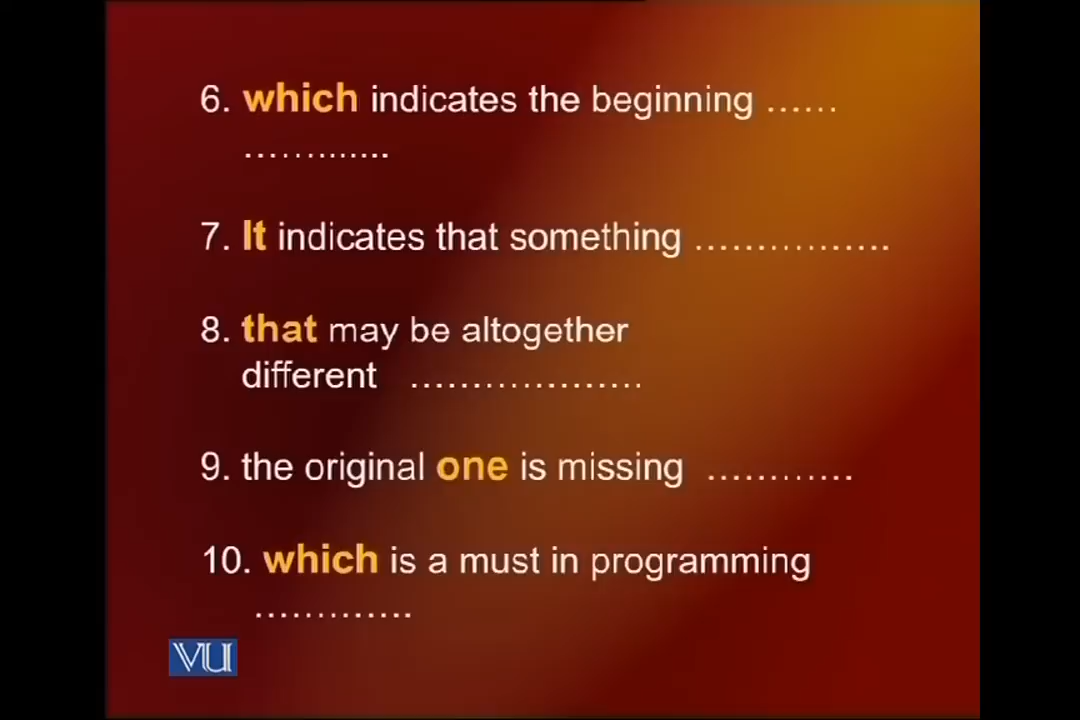 6. which indicates the beginning ......
..............
7. It indicates that something ................
8. that may be altogether
different ...................
9. the original one is missing ............
10. which is a must in programming
.............
VU